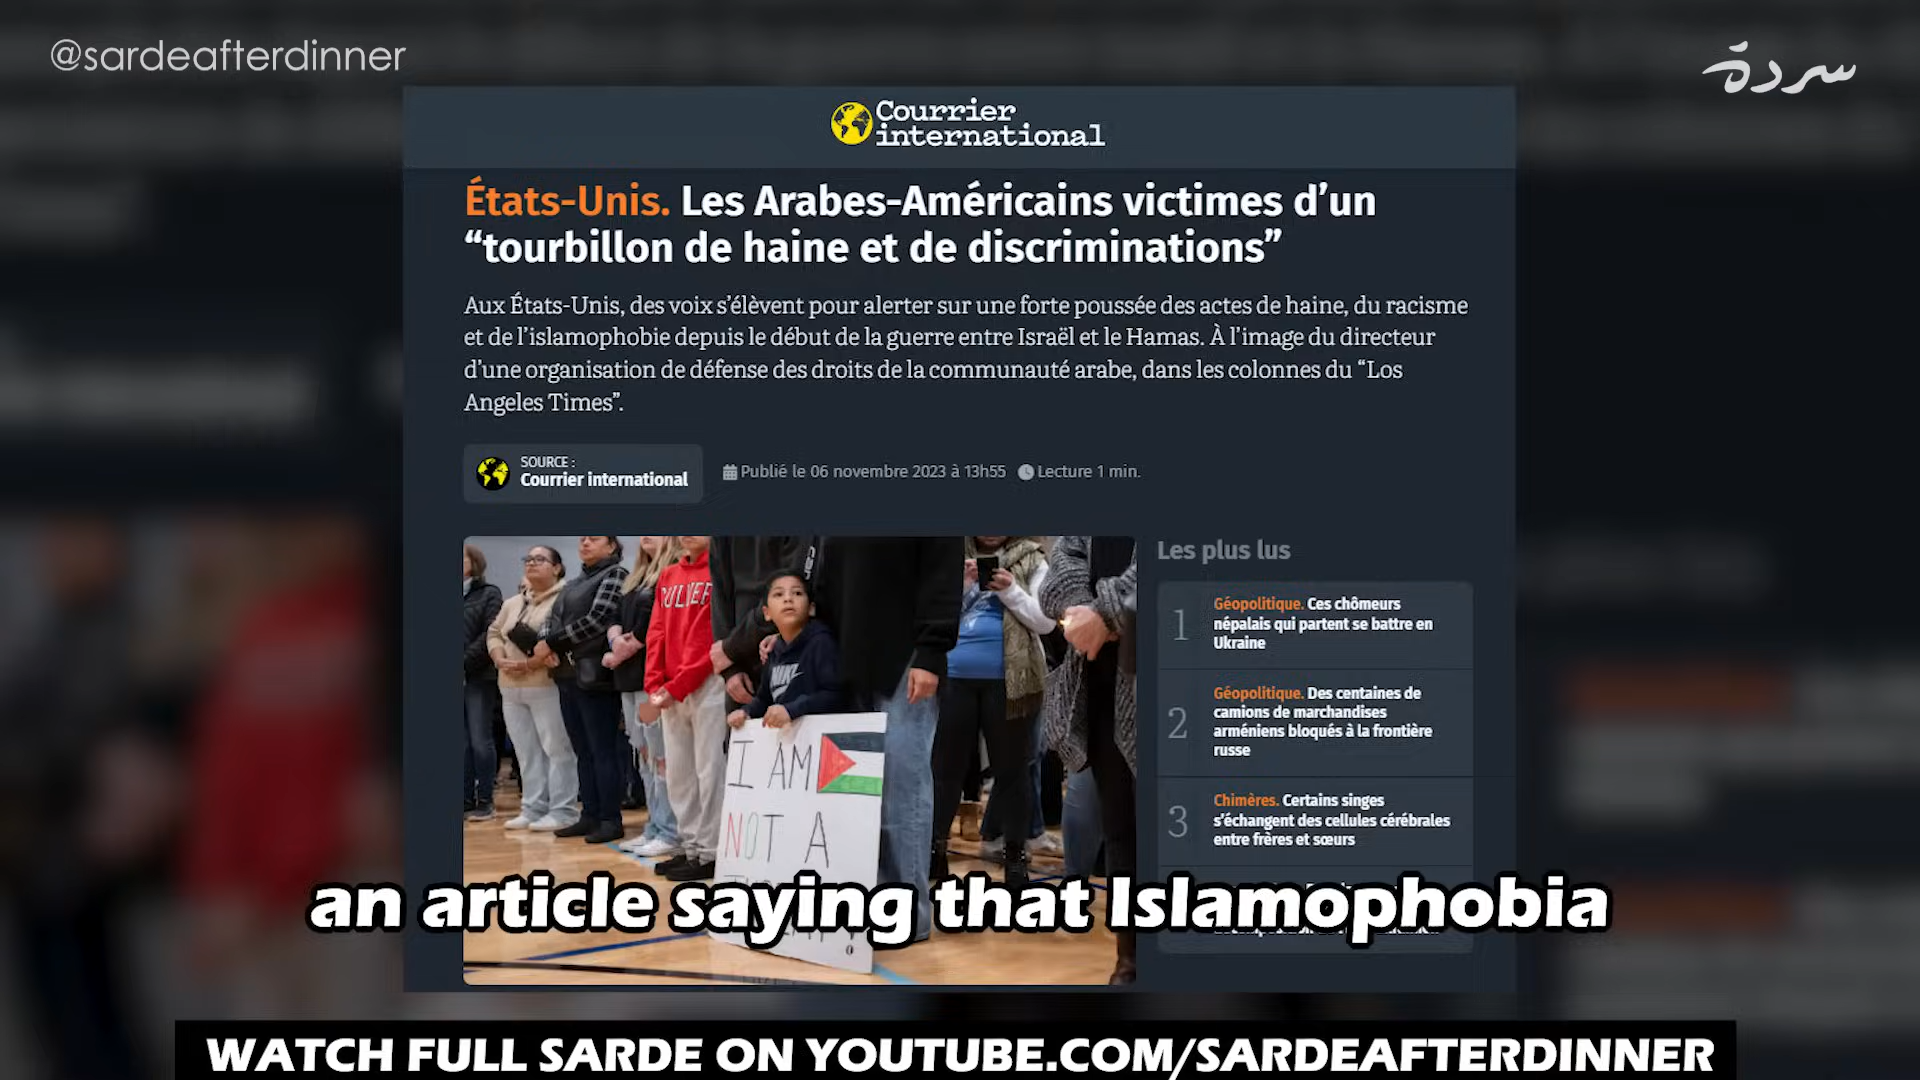 @sardeafterdinner
سردة
Courrier
international
États-Unis. Les Arabes-Américains victimes d’un
“tourbillon de haine et de discriminations”
Aux États-Unis, des voix s’élèvent pour alerter sur une forte poussée des actes de haine, du racisme
et de l’islamophobie depuis le début de la guerre entre Israël et le Hamas. À l’image du directeur
d’une organisation de défense des droits de la communauté arabe, dans les colonnes du “Los
Angeles Times”.
SOURCE :
Courrier international
Publié le 06 novembre 2023 à 13h55
Lecture 1 min.
I AM
NOT A
Les plus lus
1
Géopolitique. Ces chômeurs
népalais qui partent se battre en
Ukraine
2
Géopolitique. Des centaines de
camions de marchandises
arméniens bloqués à la frontière
russe
3
Chimères. Certains singes
s’échangent des cellules cérébrales
entre frères et sœurs
an article saying that Islamophobia
WATCH FULL SARDE ON YOUTUBE.COM/SARDEAFTERDINNER